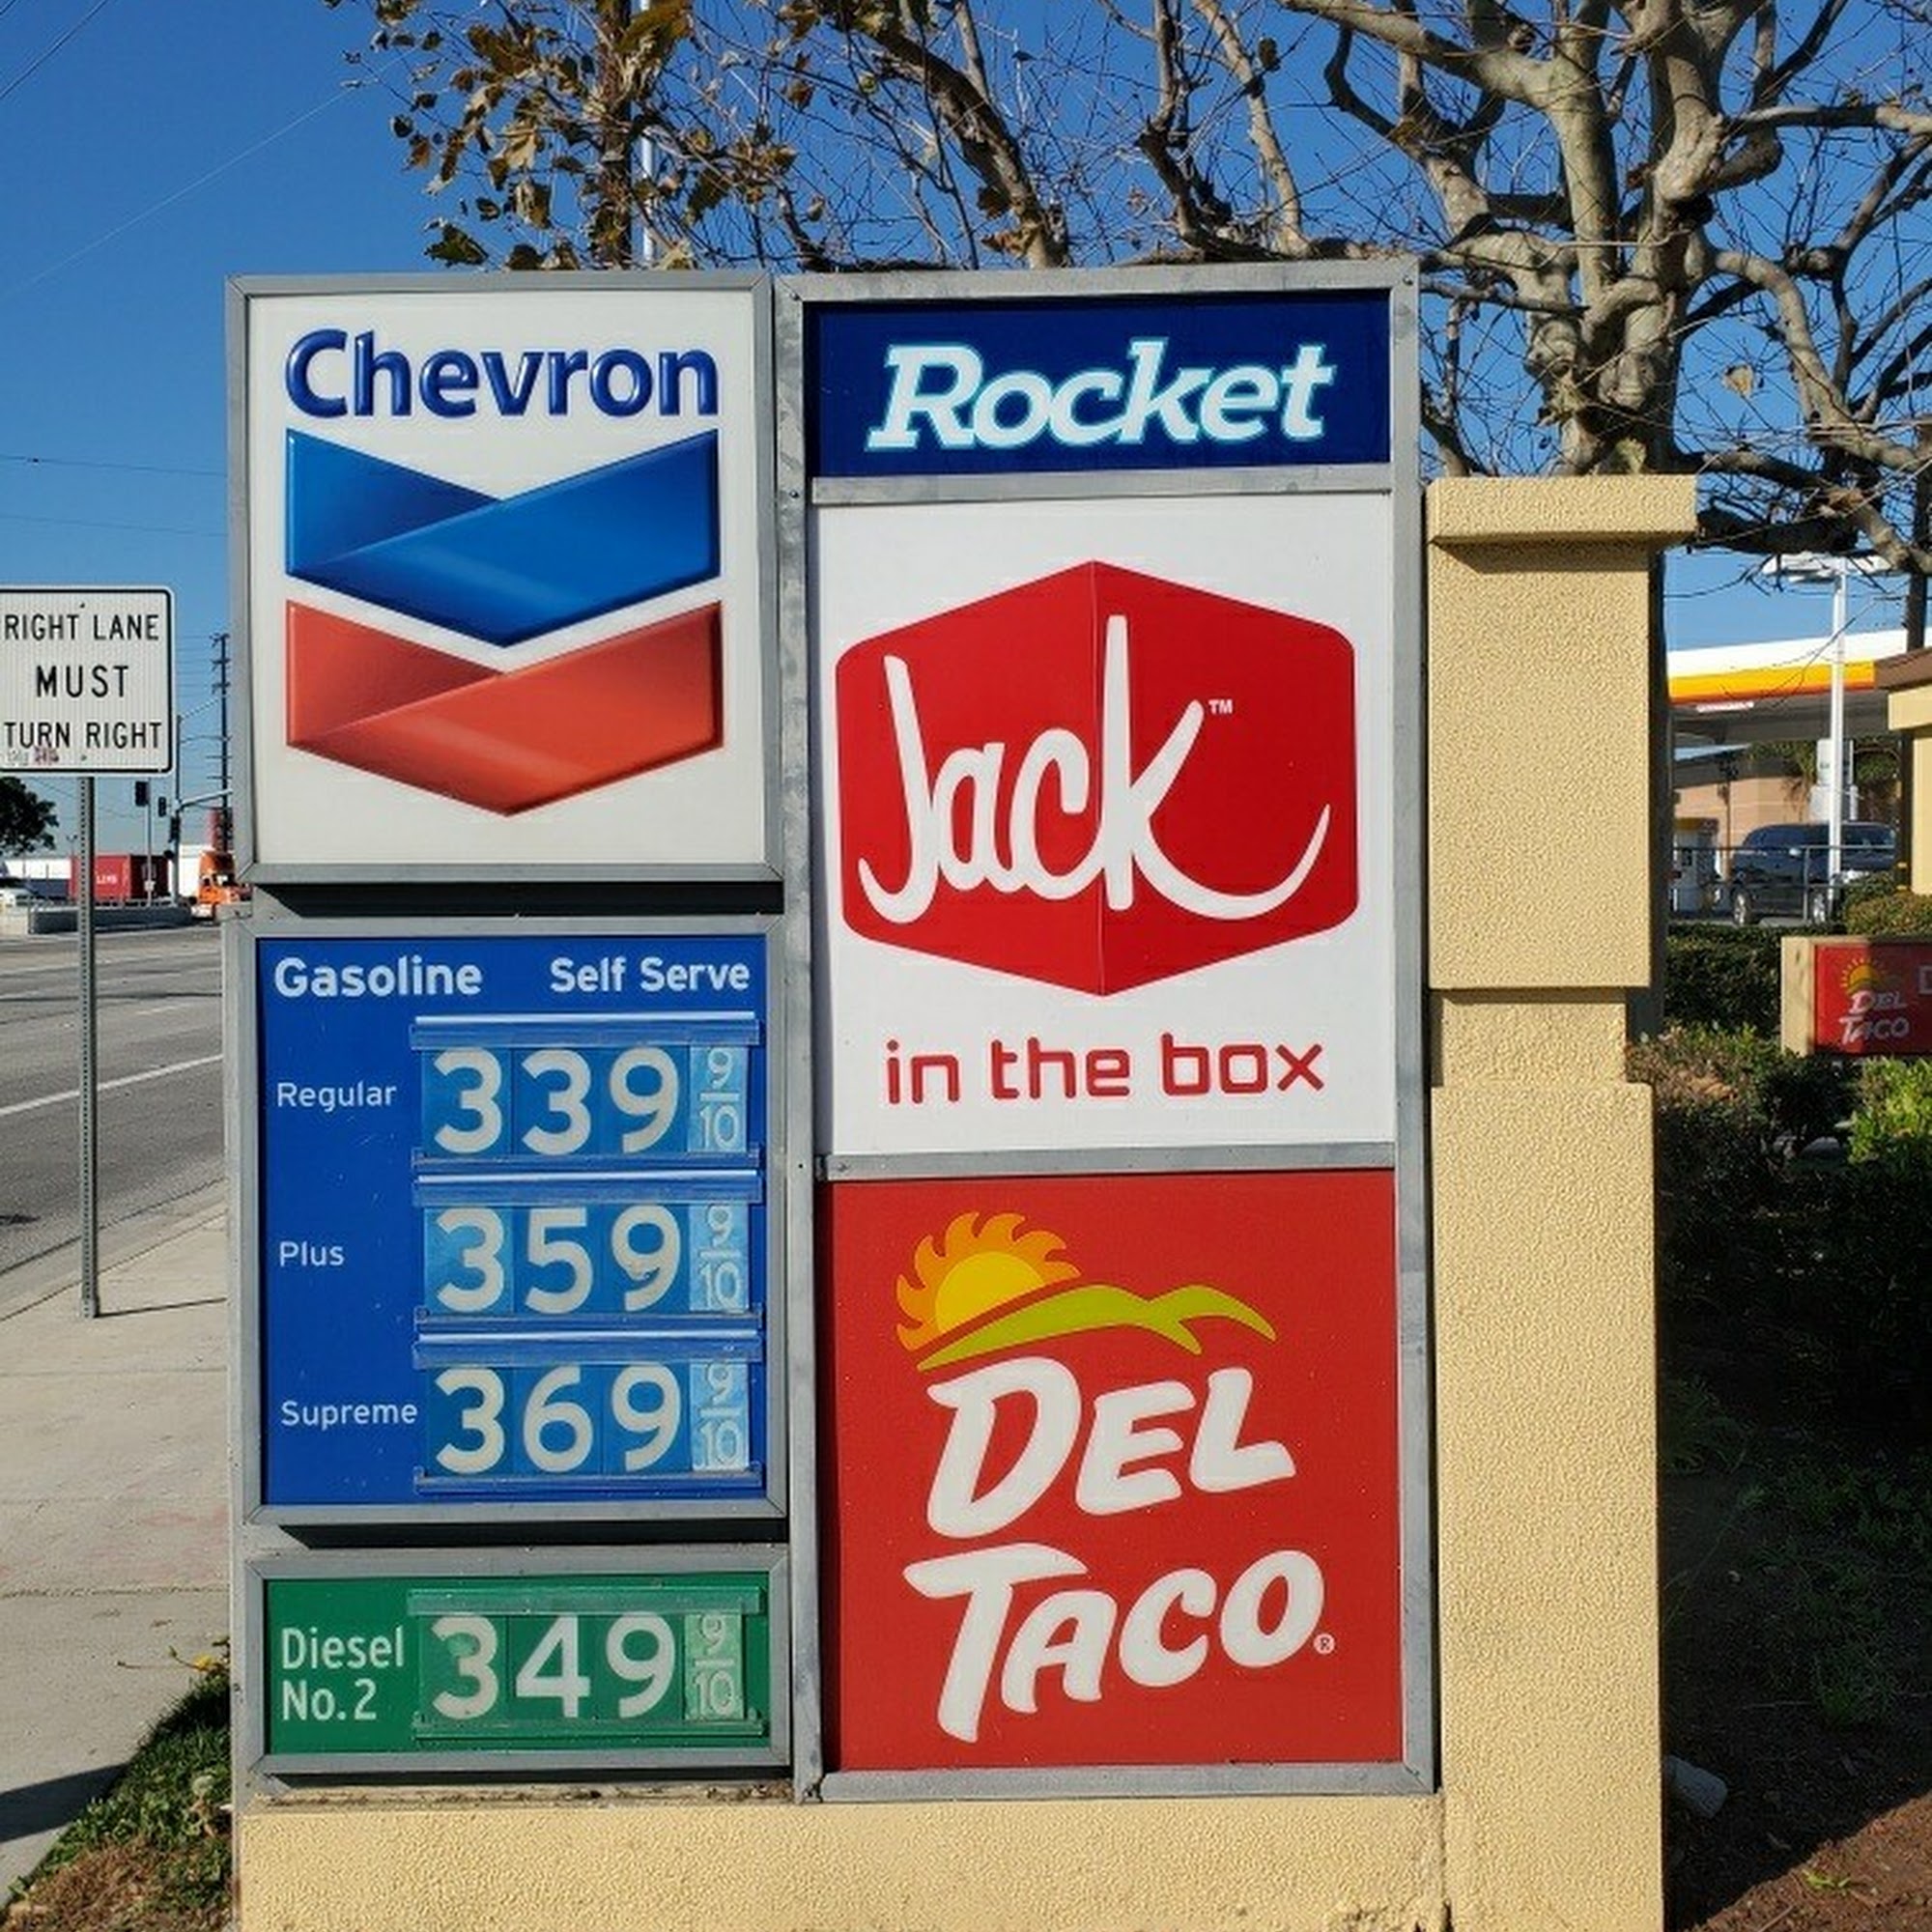 RIGHT LANE
MUST
TURN RIGHT
Chevron
Gasoline Self Serve
Regular 339 9/10
Plus 359 9/10
Supreme 369 9/10
Diesel
No.2 349 9/10
Rocket
Jack™
in the box
DEL
TACO®
DEL
TACO